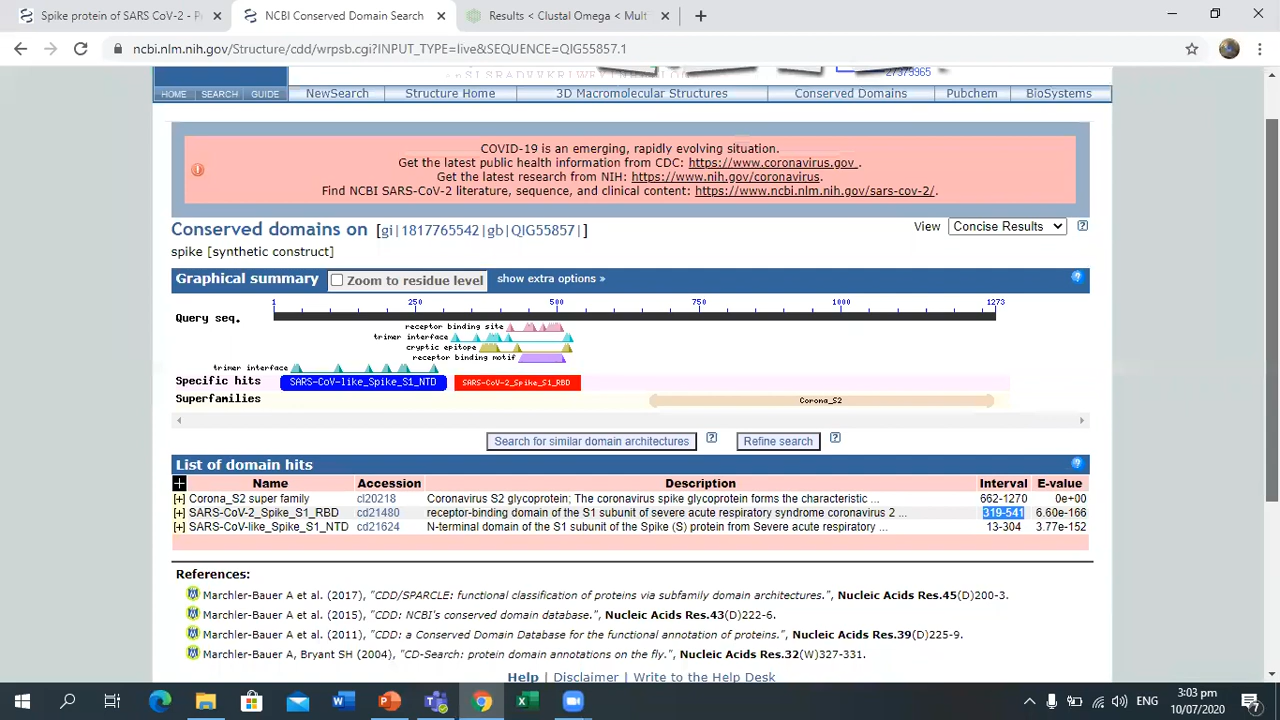 Spike protein of SARS CoV-2 - P
NCBI Conserved Domain Search
Results < Clustal Omega < Mult
ncbi.nlm.nih.gov/Structure/cdd/wrpsb.cgi?INPUT_TYPE=live&SEQUENCE=QIG55857.1
27373965
HOME SEARCH GUIDE NewSearch Structure Home 3D Macromolecular Structures Conserved Domains Pubchem BioSystems
COVID-19 is an emerging, rapidly evolving situation.
Get the latest public health information from CDC: https://www.coronavirus.gov .
Get the latest research from NIH: https://www.nih.gov/coronavirus.
Find NCBI SARS-CoV-2 literature, sequence, and clinical content: https://www.ncbi.nlm.nih.gov/sars-cov-2/.
Conserved domains on [gi|1817765542|gb|QIG55857|] View Concise Results ?
spike [synthetic construct]
Graphical summary Zoom to residue level show extra options » ?
1 250 500 750 1000 1273
Query seq.
receptor binding site
trimer interface
cryptic epitope
receptor binding motif
trimer interface
Specific hits SARS-CoV-like_Spike_S1_NTD SARS-CoV-2_Spike_S1_RBD
Superfamilies Corona_S2
Search for similar domain architectures ? Refine search ?
List of domain hits ?
+ Name Accession Description Interval E-value
[+] Corona_S2 super family cl20218 Coronavirus S2 glycoprotein; The coronavirus spike glycoprotein forms the characteristic ... 662-1270 0e+00
[+] SARS-CoV-2_Spike_S1_RBD cd21480 receptor-binding domain of the S1 subunit of severe acute respiratory syndrome coronavirus 2 ... 319-541 6.60e-166
[+] SARS-CoV-like_Spike_S1_NTD cd21624 N-terminal domain of the S1 subunit of the Spike (S) protein from Severe acute respiratory ... 13-304 3.77e-152
References:
Marchler-Bauer A et al. (2017), "CDD/SPARCLE: functional classification of proteins via subfamily domain architectures.", Nucleic Acids Res.45(D)200-3.
Marchler-Bauer A et al. (2015), "CDD: NCBI's conserved domain database.", Nucleic Acids Res.43(D)222-6.
Marchler-Bauer A et al. (2011), "CDD: a Conserved Domain Database for the functional annotation of proteins.", Nucleic Acids Res.39(D)225-9.
Marchler-Bauer A, Bryant SH (2004), "CD-Search: protein domain annotations on the fly.", Nucleic Acids Res.32(W)327-331.
Help | Disclaimer | Write to the Help Desk
ENG
3:03 pm
10/07/2020
7